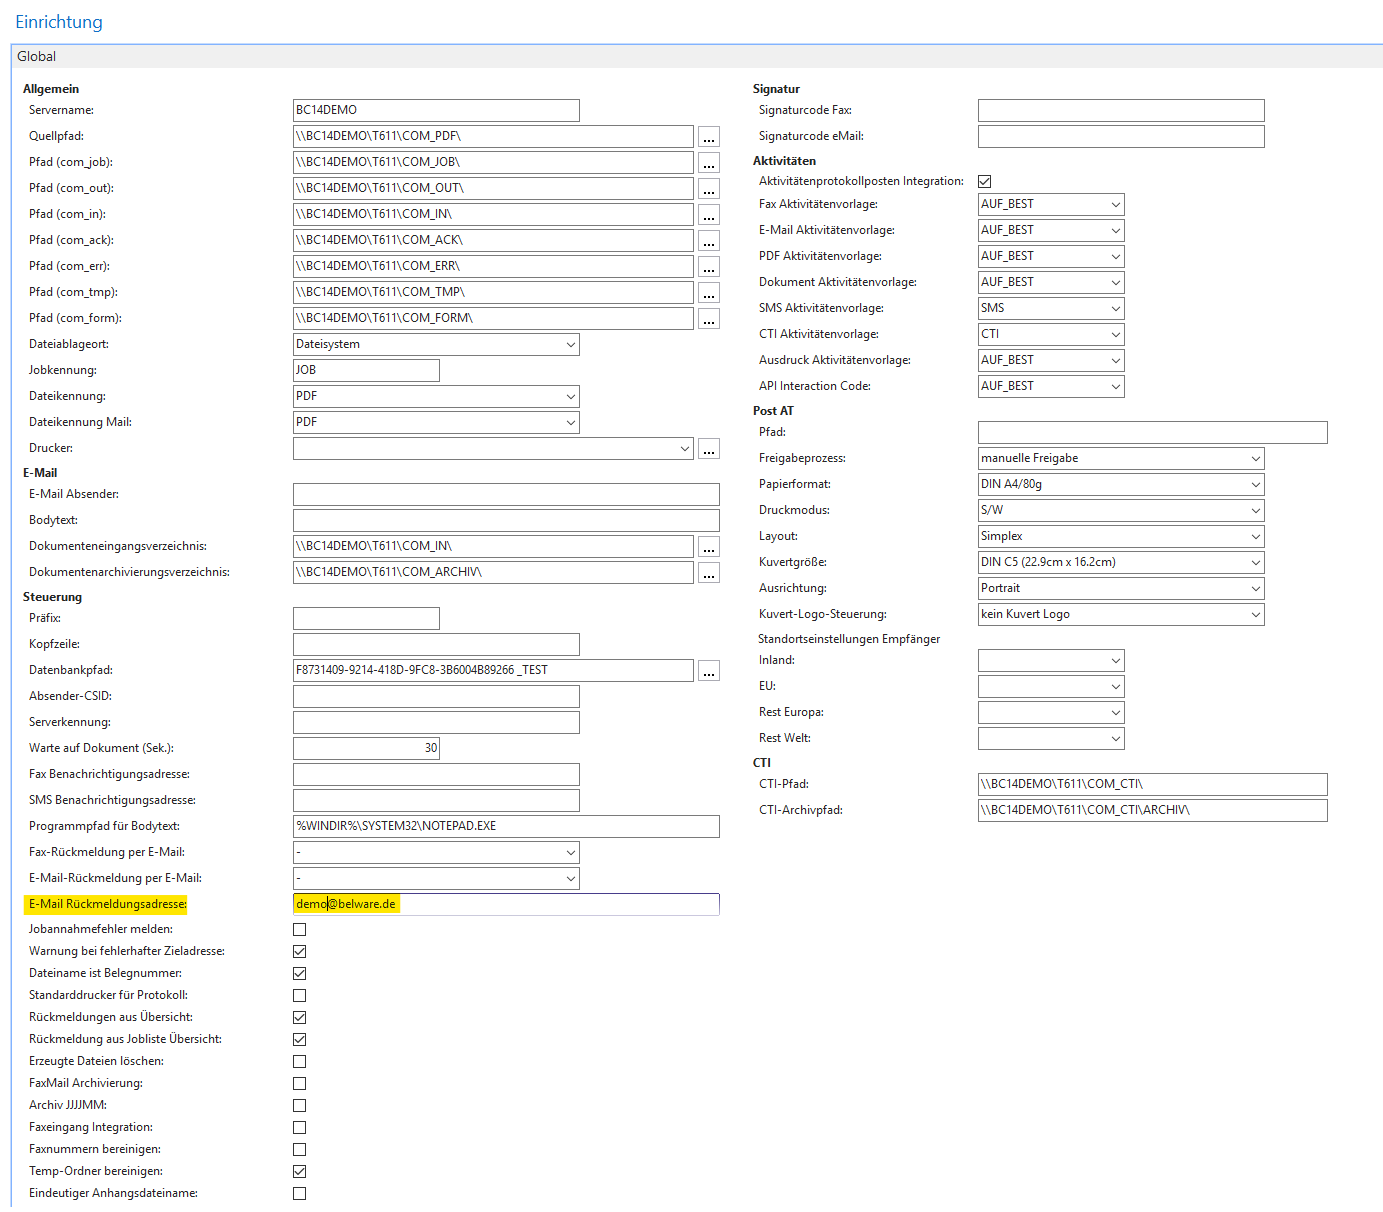 Einrichtung
Global
Allgemein
Servername: BC14DEMO
Quellpfad: \\BC14DEMO\T611\COM_PDF\ ...
Pfad (com_job): \\BC14DEMO\T611\COM_JOB\ ...
Pfad (com_out): \\BC14DEMO\T611\COM_OUT\ ...
Pfad (com_in): \\BC14DEMO\T611\COM_IN\ ...
Pfad (com_ack): \\BC14DEMO\T611\COM_ACK\ ...
Pfad (com_err): \\BC14DEMO\T611\COM_ERR\ ...
Pfad (com_tmp): \\BC14DEMO\T611\COM_TMP\ ...
Pfad (com_form): \\BC14DEMO\T611\COM_FORM\ ...
Dateiablageort: Dateisystem
Jobkennung: JOB
Dateikennung: PDF
Dateikennung Mail: PDF
Drucker: ...
E-Mail
E-Mail Absender:
Bodytext:
Dokumenteneingangsverzeichnis: \\BC14DEMO\T611\COM_IN\ ...
Dokumentenarchivierungsverzeichnis: \\BC14DEMO\T611\COM_ARCHIV\ ...
Steuerung
Präfix:
Kopfzeile:
Datenbankpfad: F8731409-9214-418D-9FC8-3B6004B89266_TEST ...
Absender-CSID:
Serverkennung:
Warte auf Dokument (Sek.): 30
Fax Benachrichtigungsadresse:
SMS Benachrichtigungsadresse:
Programmpfad für Bodytext: %WINDIR%\SYSTEM32\NOTEPAD.EXE
Fax-Rückmeldung per E-Mail: -
E-Mail-Rückmeldung per E-Mail: -
E-Mail Rückmeldungsadresse: demo@belware.de
Jobannahmefehler melden:
Warnung bei fehlerhafter Zieladresse:
Dateiname ist Belegnummer:
Standarddrucker für Protokoll:
Rückmeldungen aus Übersicht:
Rückmeldung aus Jobliste Übersicht:
Erzeugte Dateien löschen:
FaxMail Archivierung:
Archiv JJJJMM:
Faxeingang Integration:
Faxnummern bereinigen:
Temp-Ordner bereinigen:
Eindeutiger Anhangsdateiname:
Signatur
Signaturcode Fax:
Signaturcode eMail:
Aktivitäten
Aktivitätenprotokollposten Integration:
Fax Aktivitätenvorlage: AUF_BEST
E-Mail Aktivitätenvorlage: AUF_BEST
PDF Aktivitätenvorlage: AUF_BEST
Dokument Aktivitätenvorlage: AUF_BEST
SMS Aktivitätenvorlage: SMS
CTI Aktivitätenvorlage: CTI
Ausdruck Aktivitätenvorlage: AUF_BEST
API Interaction Code: AUF_BEST
Post AT
Pfad:
Freigabeprozess: manuelle Freigabe
Papierformat: DIN A4/80g
Druckmodus: S/W
Layout: Simplex
Kuvertgröße: DIN C5 (22.9cm x 16.2cm)
Ausrichtung: Portrait
Kuvert-Logo-Steuerung: kein Kuvert Logo
Standortseinstellungen Empfänger
Inland:
EU:
Rest Europa:
Rest Welt:
CTI
CTI-Pfad: \\BC14DEMO\T611\COM_CTI\
CTI-Archivpfad: \\BC14DEMO\T611\COM_CTI\ARCHIV\